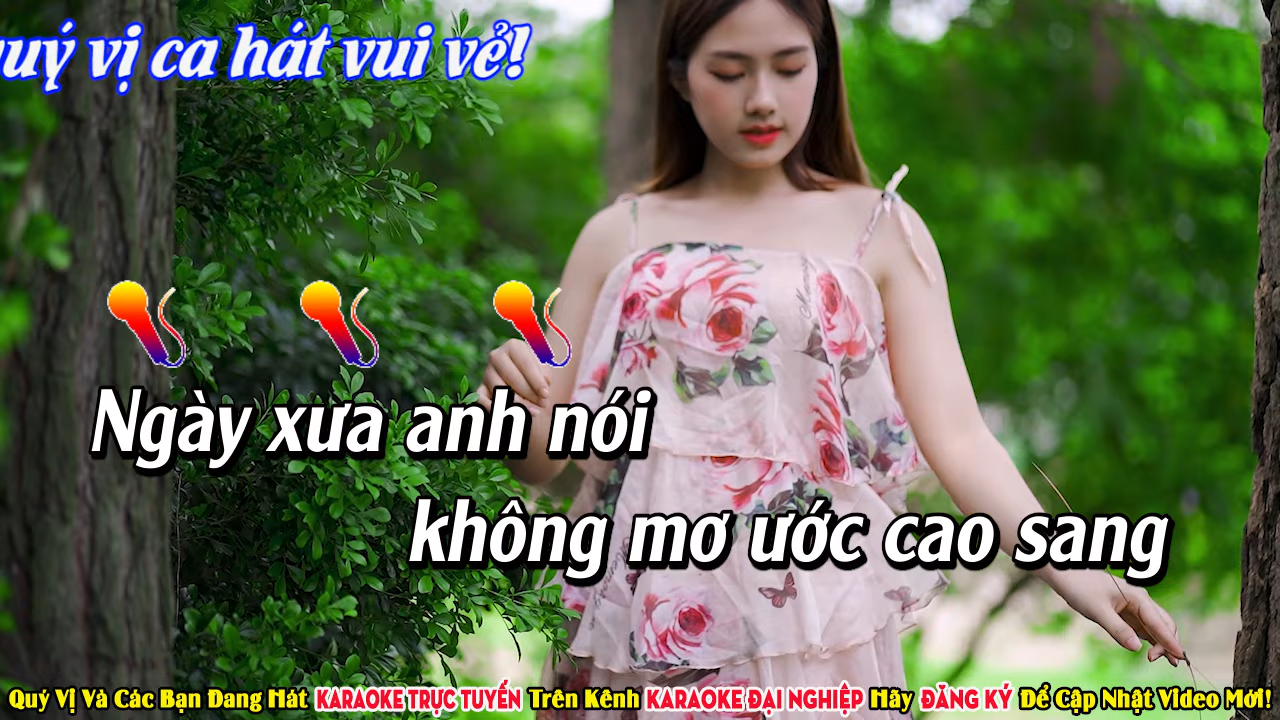 vị ca hát vui vẻ!
Ngày xưa anh nói
không mơ ước cao sang
Quý Vị Và Các Bạn Đang Hát KARAOKE TRỰC TUYẾN Trên Kênh KARAOKE ĐẠI NGHIỆP Hãy ĐĂNG KÝ Để Cập Nhật Video Mới!